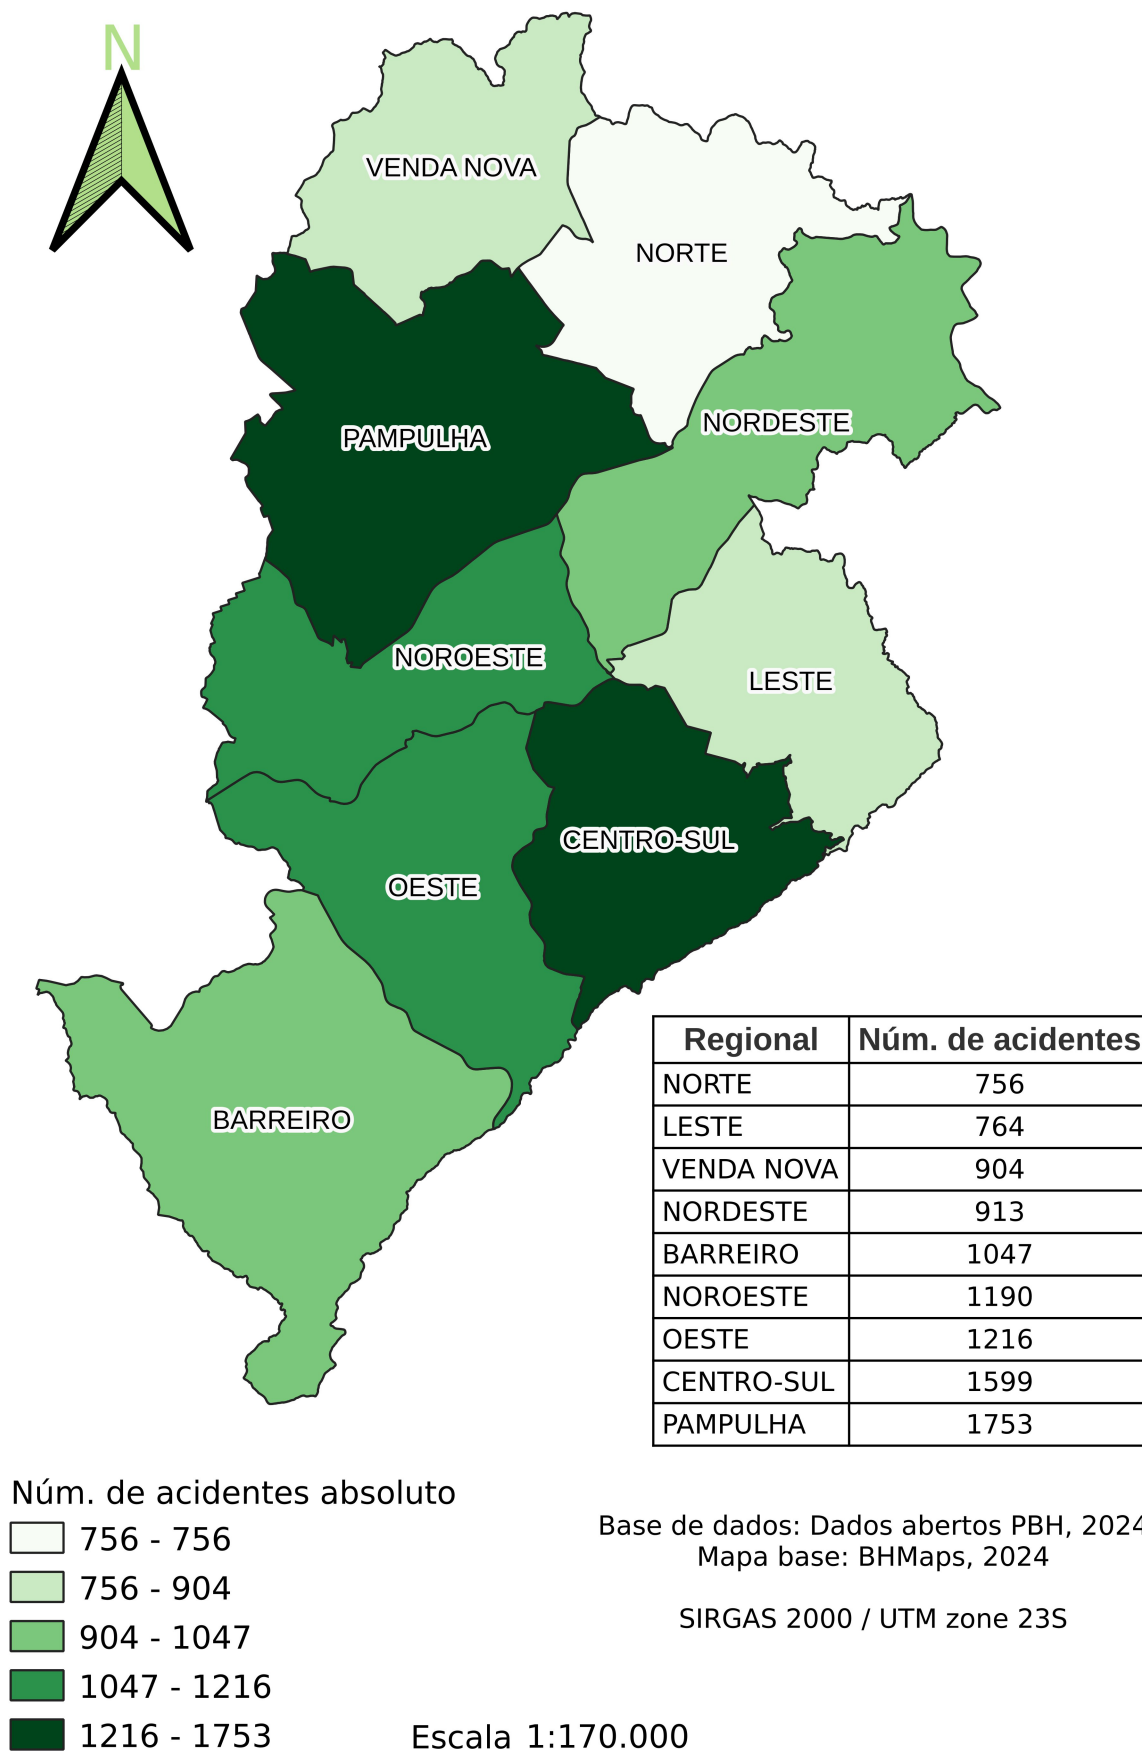 N
VENDA NOVA
NORTE
NORDESTE
PAMPULHA
NOROESTE
LESTE
CENTRO-SUL
OESTE
BARREIRO
Regional Núm. de acidentes
NORTE 756
LESTE 764
VENDA NOVA 904
NORDESTE 913
BARREIRO 1047
NOROESTE 1190
OESTE 1216
CENTRO-SUL 1599
PAMPULHA 1753
Núm. de acidentes absoluto
756 - 756
756 - 904
904 - 1047
1047 - 1216
1216 - 1753
Base de dados: Dados abertos PBH, 2024
Mapa base: BHMaps, 2024
SIRGAS 2000 / UTM zone 23S
Escala 1:170.000